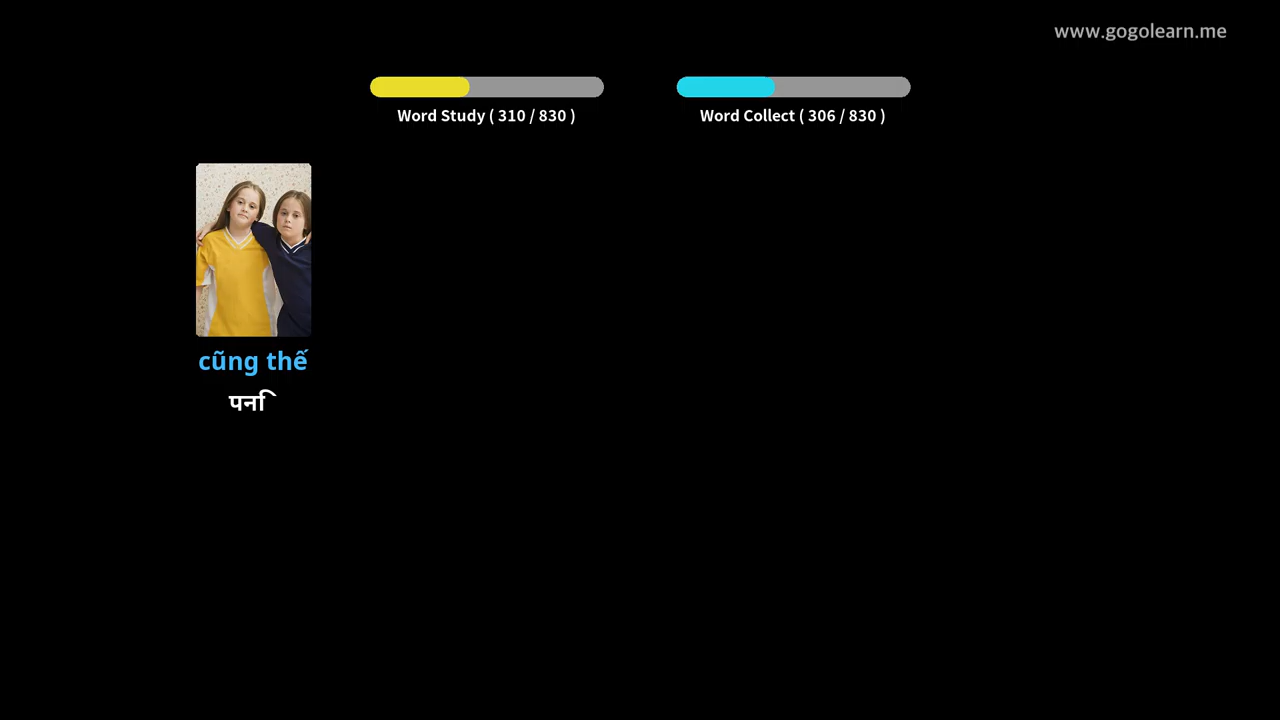 www.gogolearn.me
Word Study ( 310 / 830 )
Word Collect ( 306 / 830 )
cũng thế
पनि